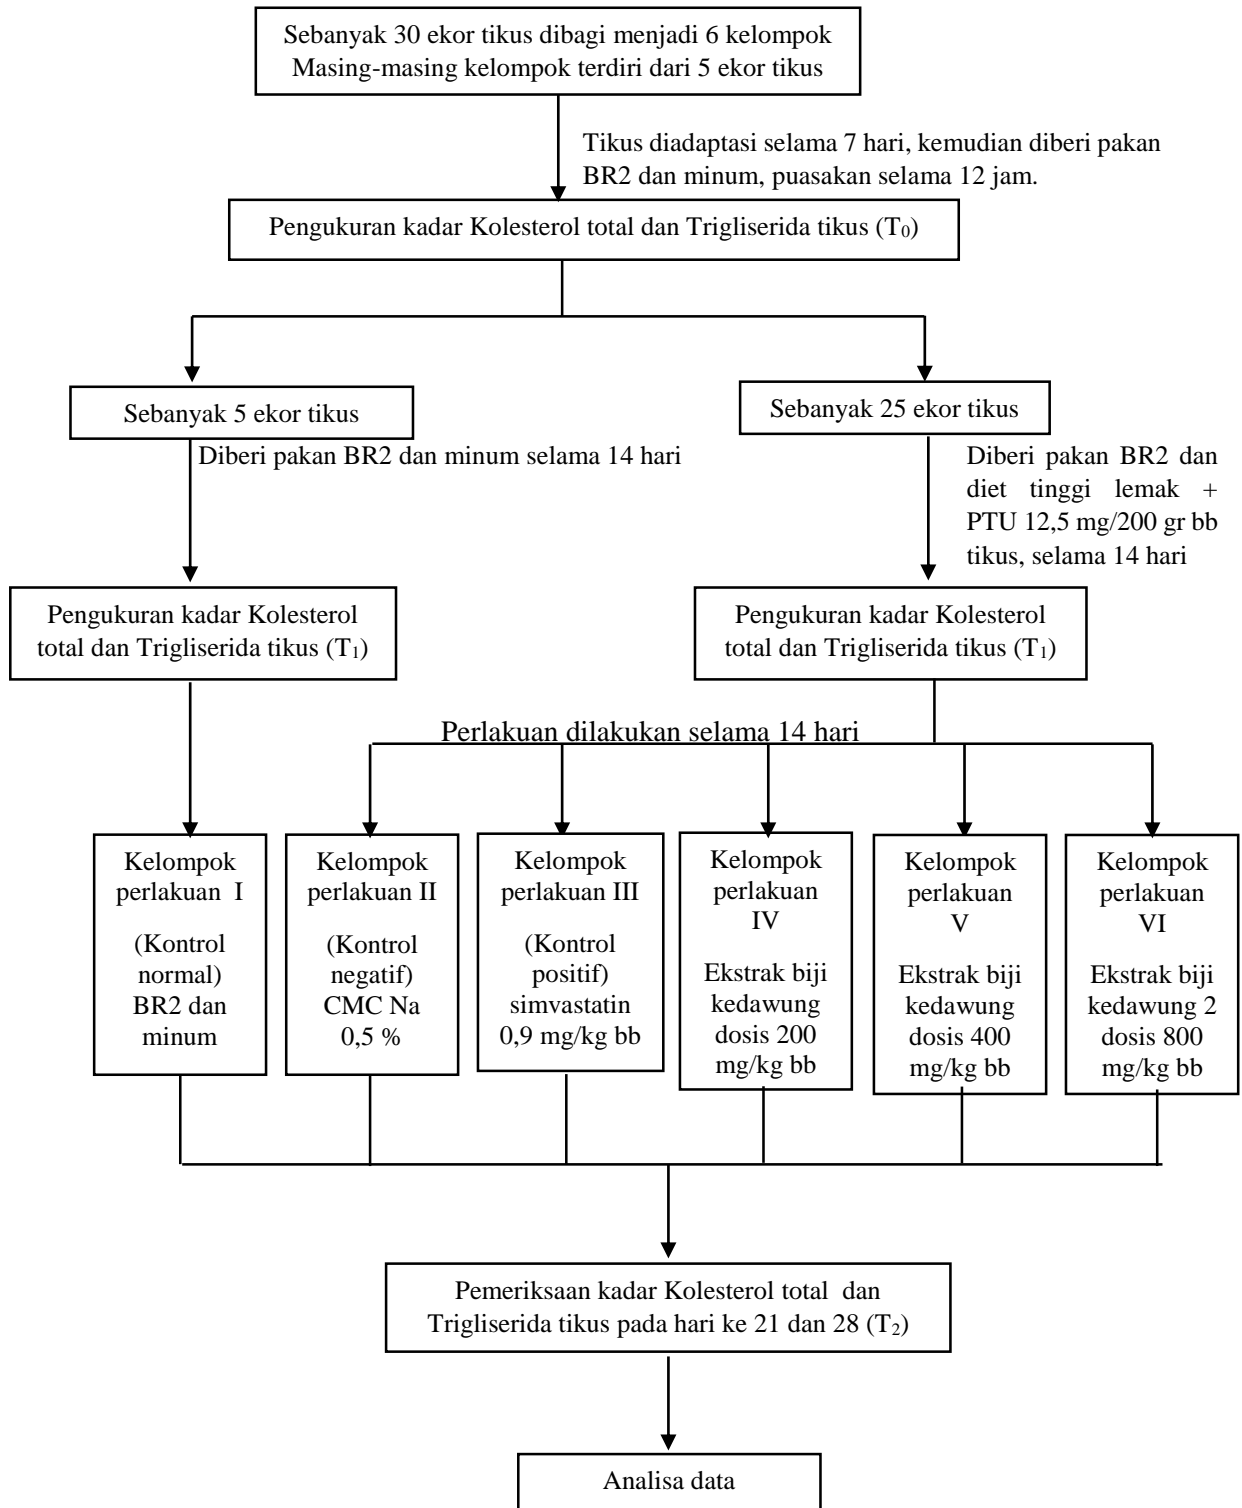 Sebanyak 30 ekor tikus dibagi menjadi 6 kelompok
Masing-masing kelompok terdiri dari 5 ekor tikus
Tikus diadaptasi selama 7 hari, kemudian diberi pakan
BR2 dan minum, puasakan selama 12 jam.
Pengukuran kadar Kolesterol total dan Trigliserida tikus (T₀)
Sebanyak 5 ekor tikus
Sebanyak 25 ekor tikus
Diberi pakan BR2 dan minum selama 14 hari
Diberi pakan BR2 dan
diet tinggi lemak +
PTU 12,5 mg/200 gr bb
tikus, selama 14 hari
Pengukuran kadar Kolesterol
total dan Trigliserida tikus (T₁)
Pengukuran kadar Kolesterol
total dan Trigliserida tikus (T₁)
Perlakuan dilakukan selama 14 hari
Kelompok
perlakuan I
(Kontrol
normal)
BR2 dan
minum
Kelompok
perlakuan II
(Kontrol
negatif)
CMC Na
0,5 %
Kelompok
perlakuan III
(Kontrol
positif)
simvastatin
0,9 mg/kg bb
Kelompok
perlakuan
IV
Ekstrak biji
kedawung
dosis 200
mg/kg bb
Kelompok
perlakuan
V
Ekstrak biji
kedawung
dosis 400
mg/kg bb
Kelompok
perlakuan
VI
Ekstrak biji
kedawung 2
dosis 800
mg/kg bb
Pemeriksaan kadar Kolesterol total dan
Trigliserida tikus pada hari ke 21 dan 28 (T₂)
Analisa data